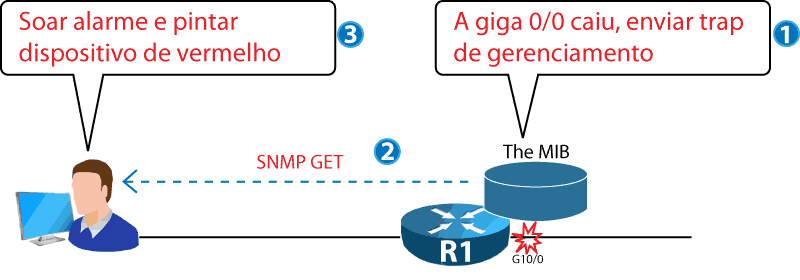 Soar alarme e pintar
dispositivo de vermelho
3
A giga 0/0 caiu, enviar trap
de gerenciamento
1
2
SNMP GET
The MIB
R1
G10/0